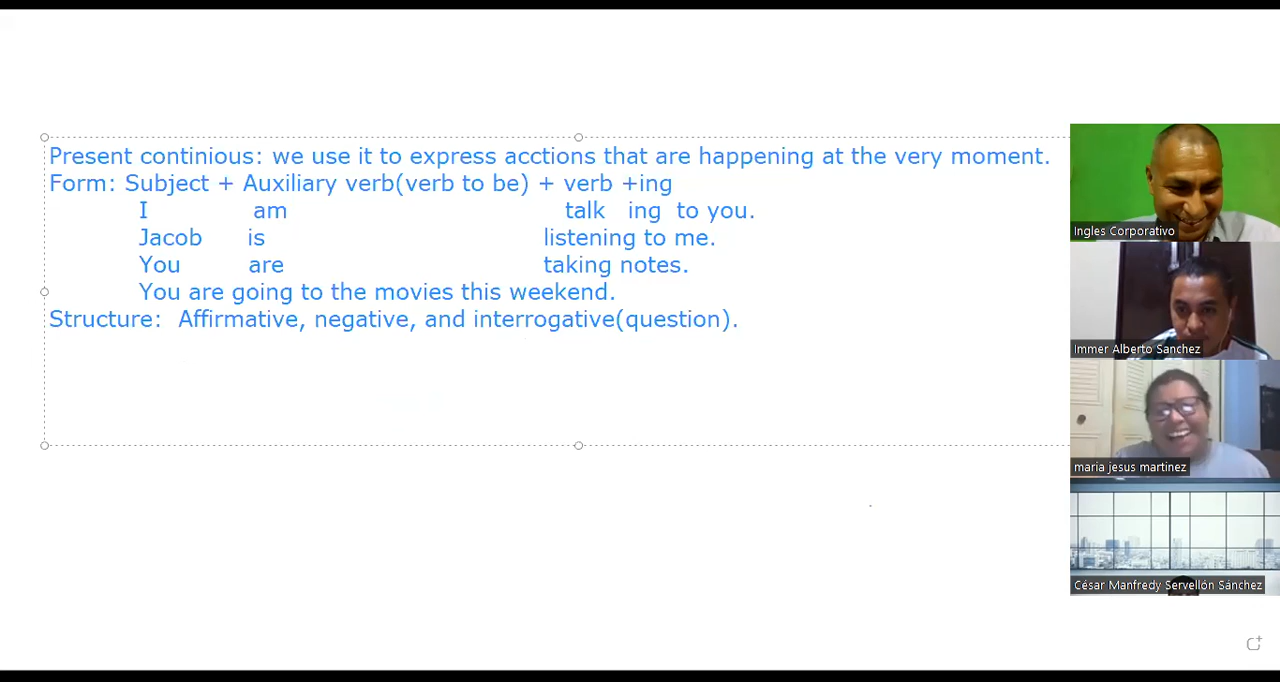 Present continious: we use it to express acctions that are happening at the very moment.
Form: Subject + Auxiliary verb(verb to be) + verb +ing
I am talk ing to you.
Jacob is listening to me.
You are taking notes.
You are going to the movies this weekend.
Structure: Affirmative, negative, and interrogative(question).
Ingles Corporativo
Immer Alberto Sanchez
maria jesus martinez
César Manfredy Servellón Sánchez